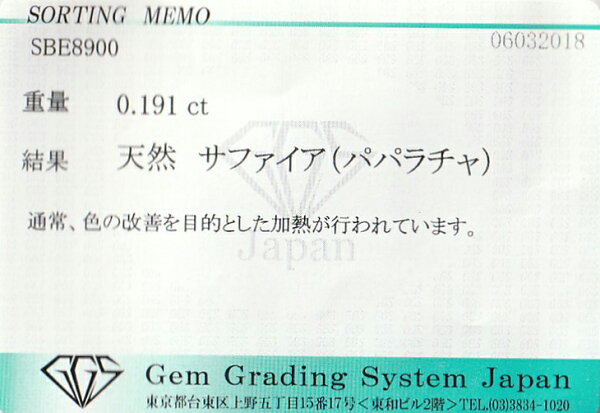 SORTING MEMO
SBE8900
06032018
重量 0.191 ct
結果 天然 サファイア(パパラチャ)
通常、色の改善を目的とした加熱が行われています。
Japan
GGS
Gem Grading System Japan
東京都台東区上野五丁目15番17号<東和ビル2階>TEL.(03)3834-1020